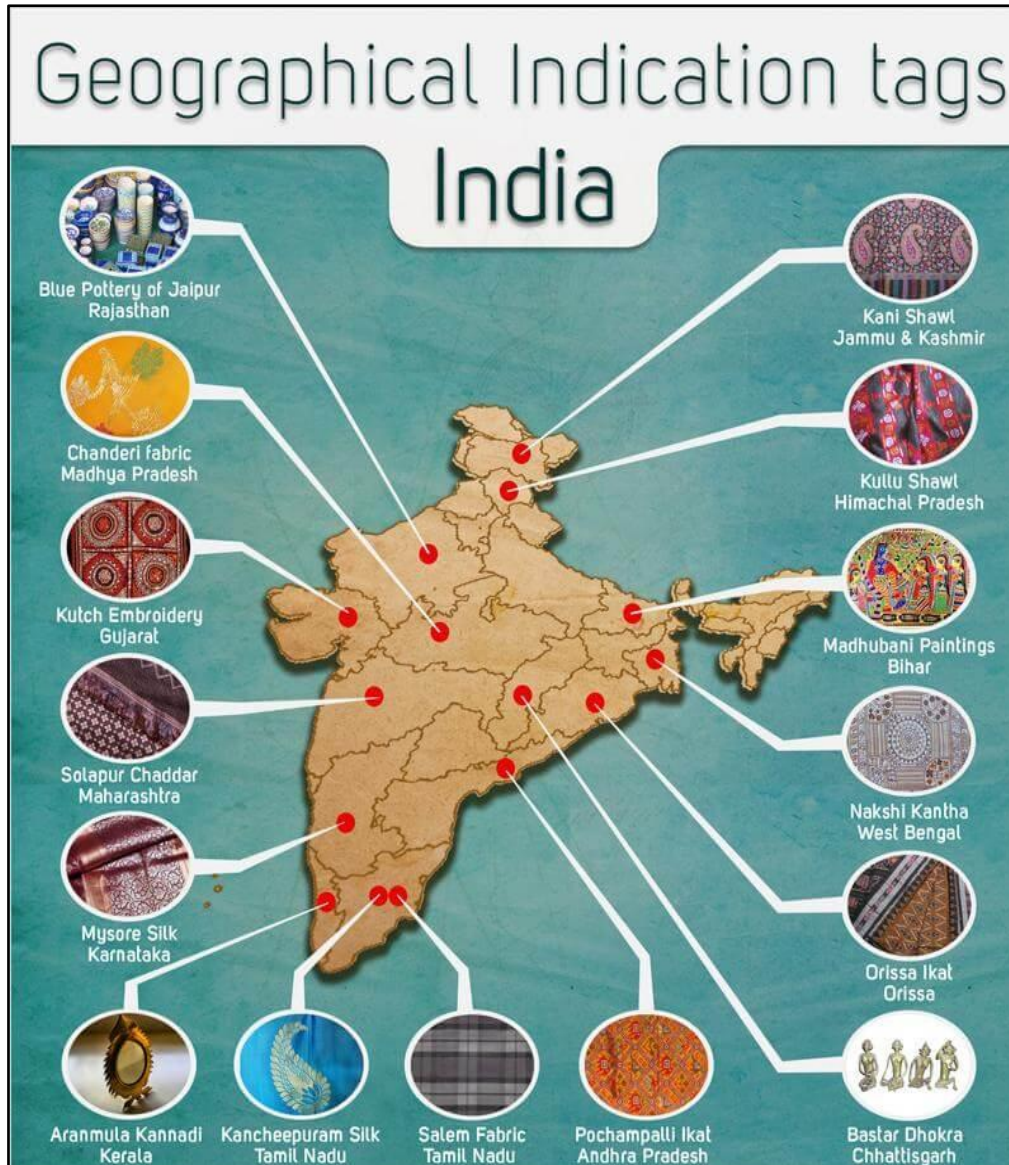 Geographical Indication tags
India
Blue Pottery of Jaipur
Rajasthan
Chanderi fabric
Madhya Pradesh
Kutch Embroidery
Gujarat
Solapur Chaddar
Maharashtra
Mysore Silk
Karnataka
Aranmula Kannadi
Kerala
Kancheepuram Silk
Tamil Nadu
Salem Fabric
Tamil Nadu
Pochampalli Ikat
Andhra Pradesh
Kani Shawl
Jammu & Kashmir
Kullu Shawl
Himachal Pradesh
Madhubani Paintings
Bihar
Nakshi Kantha
West Bengal
Orissa Ikat
Orissa
Bastar Dhokra
Chhattisgarh